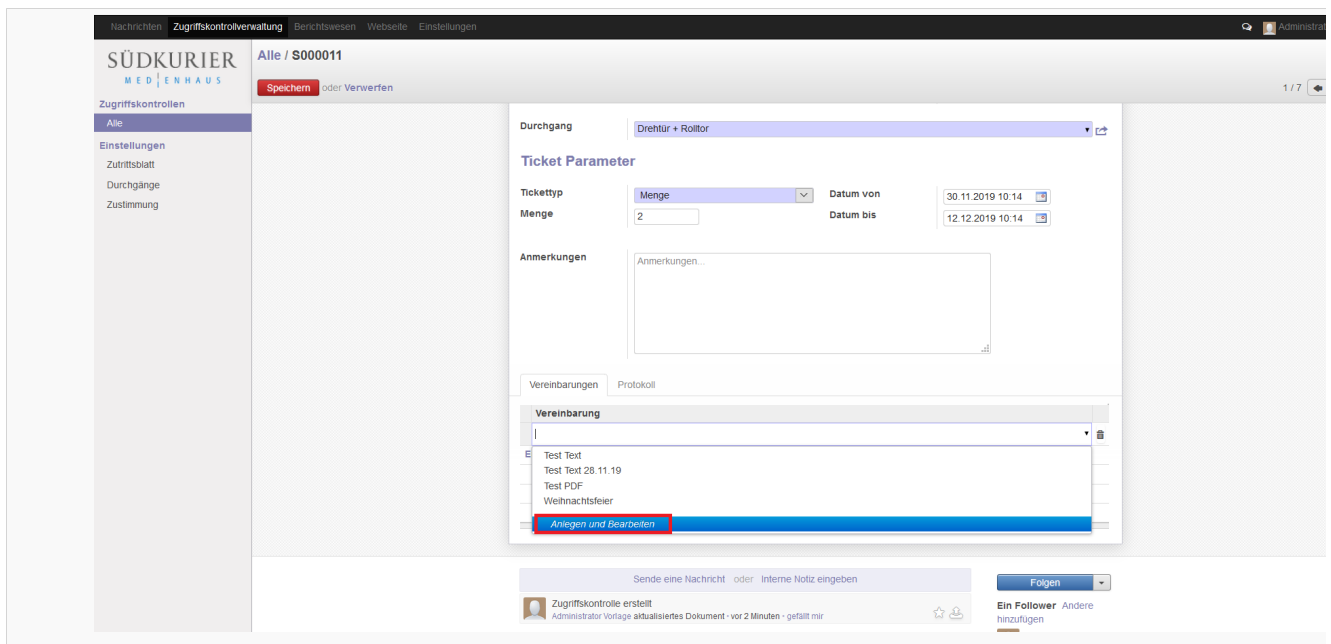 Nachrichten Zugriffskontrollverwaltung Berichtswesen Webseite Einstellungen
SÜDKURIER
MEDIENHAUS
Alle / S000011
Speichern oder Verwerfen
1 / 7
Zugriffskontrollen
Alle
Einstellungen
Zutrittsblatt
Durchgänge
Zustimmung
Durchgang Drehtür + Rolltor
Ticket Parameter
Tickettyp Menge Datum von 30.11.2019 10:14
Menge 2 Datum bis 12.12.2019 10:14
Anmerkungen Anmerkungen...
Vereinbarungen Protokoll
Vereinbarung
E
Test Text
Test Text 28.11.19
Test PDF
Weihnachtsfeier
Anlegen und Bearbeiten
Sende eine Nachricht oder Interne Notiz eingeben
Folgen
Zugriffskontrolle erstellt
Administrator Vorlage aktualisiertes Dokument - vor 2 Minuten - gefällt mir
Ein Follower Andere
hinzufügen